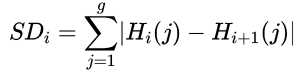 $SD_i = \sum_{j=1}^{g} |H_i(j) - H_{i+1}(j)|$